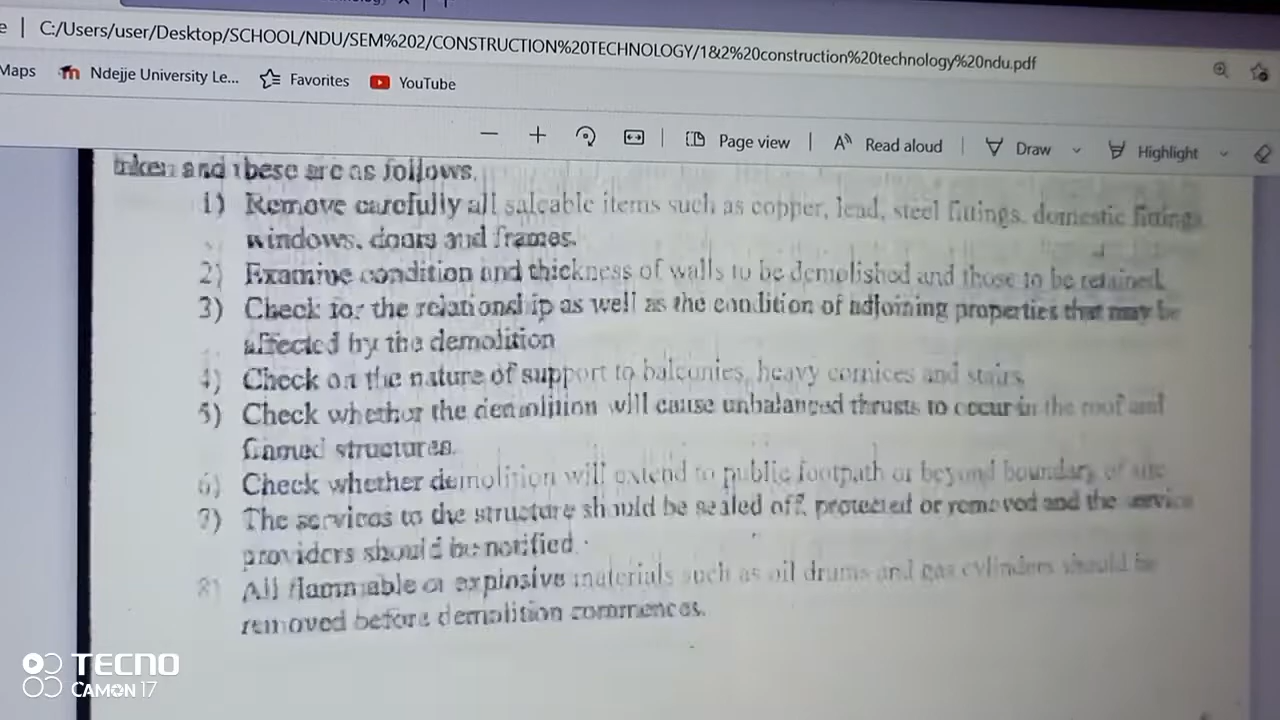 C:/Users/user/Desktop/SCHOOL/NDU/SEM%202/CONSTRUCTION%20TECHNOLOGY/1&2%20construction%20technology%20ndu.pdf
Maps Ndejje University Le... Favorites YouTube
Page view Read aloud Draw Highlight
taken and these are as follows.
1) Remove carefully all saleable items such as copper, lead, steel fittings, domestic fittings
windows, doors and frames.
2) Examine condition and thickness of walls to be demolished and those to be retained.
3) Check for the relationship as well as the condition of adjoining properties that may be
affected by the demolition
4) Check on the nature of support to balconies, heavy cornices and stairs.
5) Check whether the demolition will cause unbalanced thrusts to occur in the roof and
framed structures.
6) Check whether demolition will extend to public footpath or beyond boundary of site
7) The services to the structure should be sealed off, protected or removed and the service
providers should be notified.
8) All flammable or explosive materials such as oil drums and gas cylinders should be
removed before demolition commences.
TECNO
CAMON 17